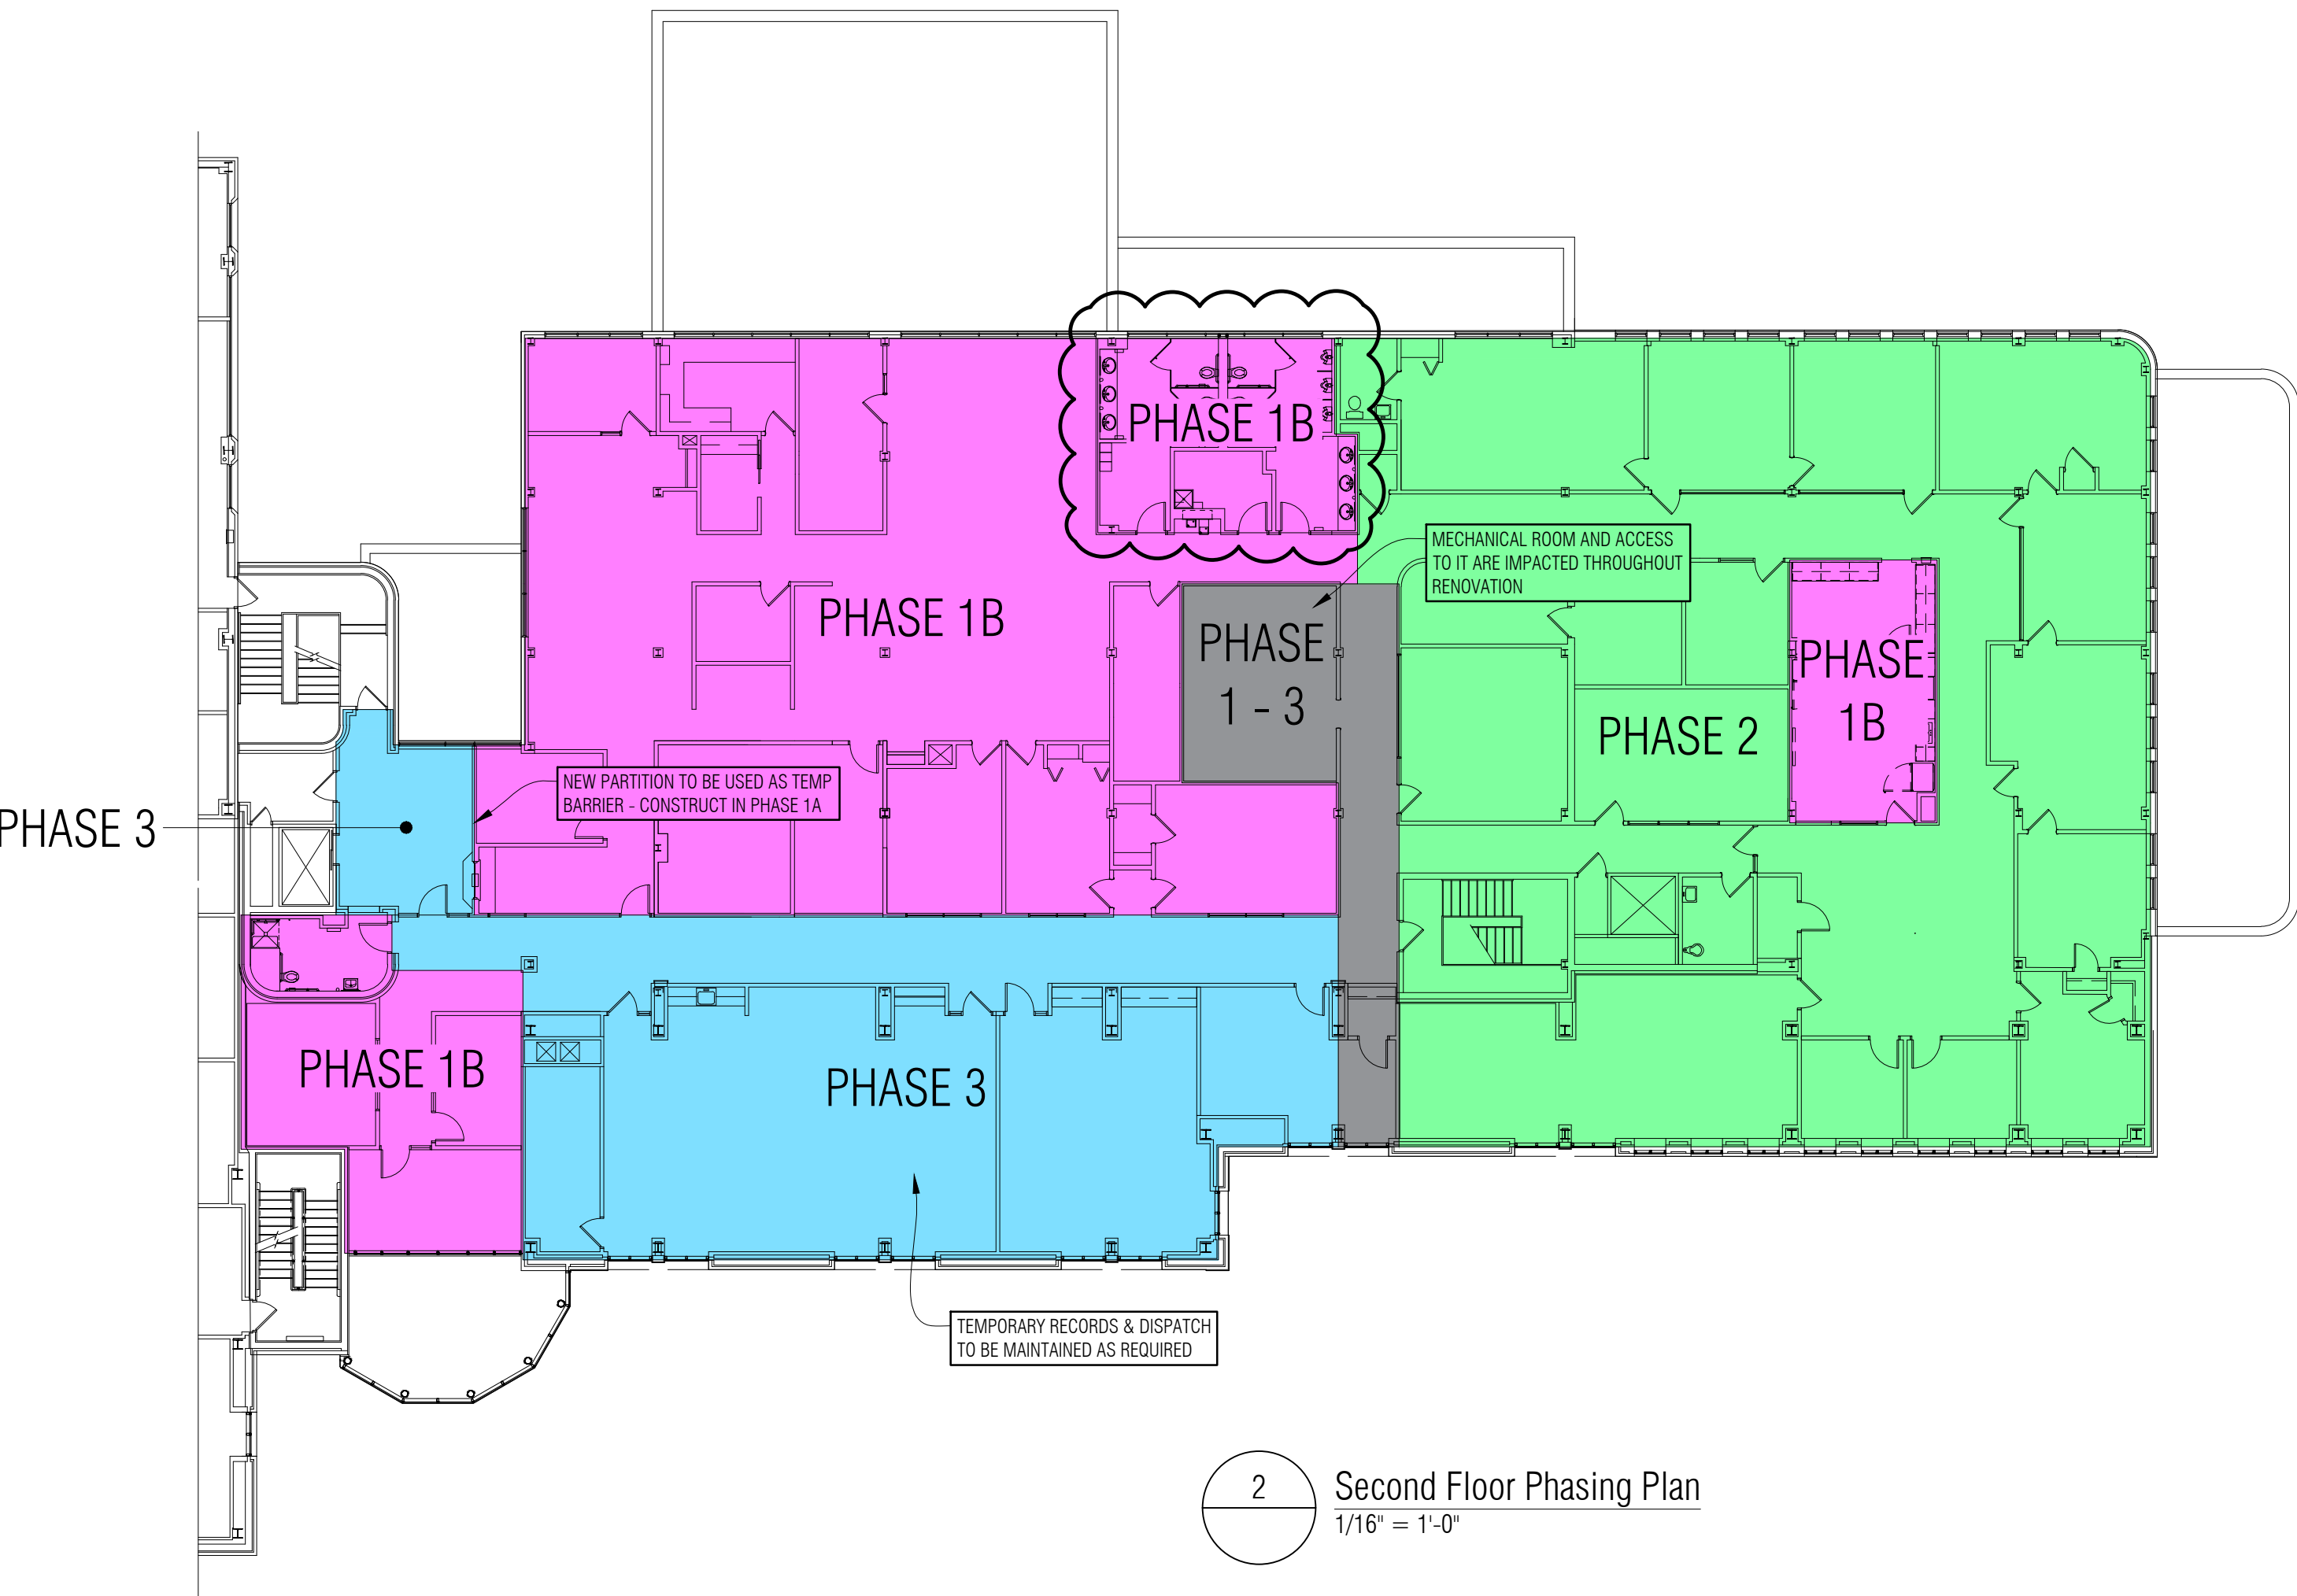 PHASE 1B
MECHANICAL ROOM AND ACCESS
TO IT ARE IMPACTED THROUGHOUT
RENOVATION
PHASE 1B
PHASE
1 - 3
PHASE
1B
PHASE 2
NEW PARTITION TO BE USED AS TEMP
BARRIER - CONSTRUCT IN PHASE 1A
PHASE 3
PHASE 1B
PHASE 3
TEMPORARY RECORDS & DISPATCH
TO BE MAINTAINED AS REQUIRED
2
Second Floor Phasing Plan
1/16" = 1'-0"